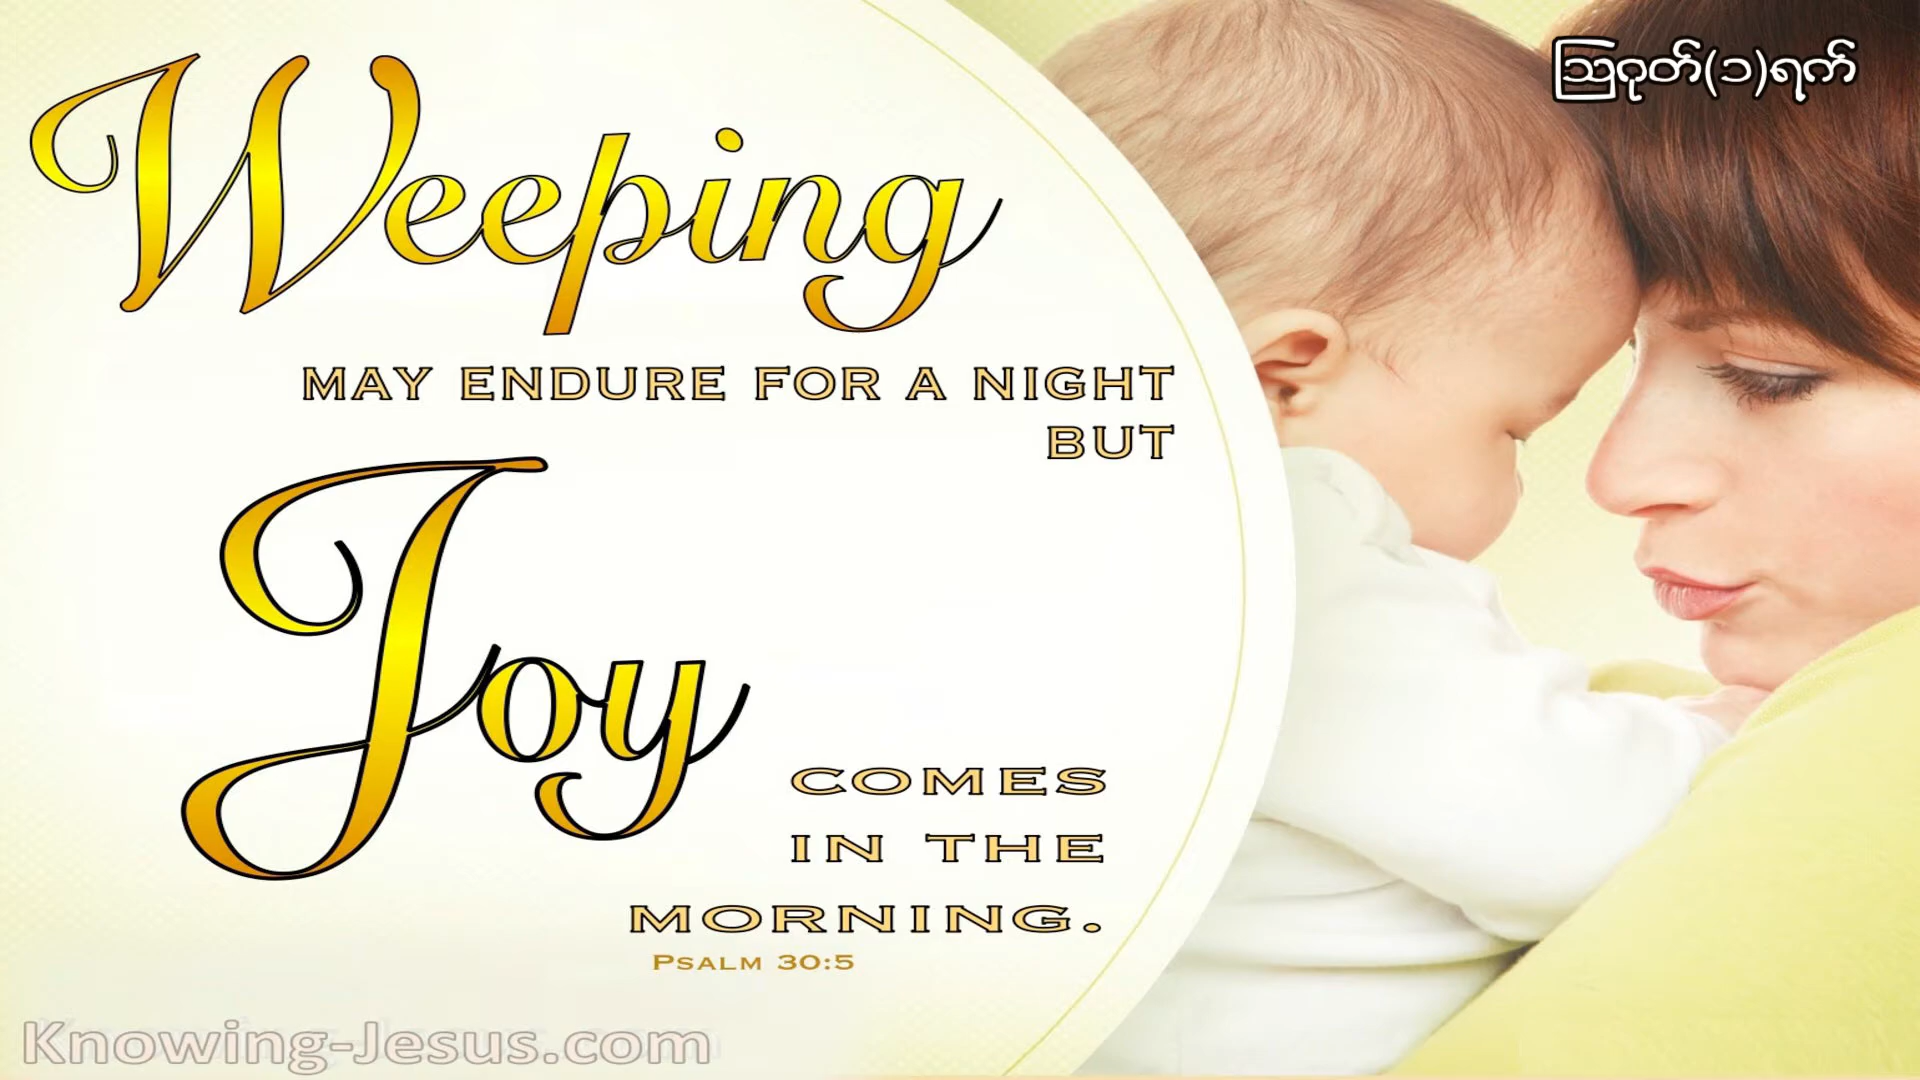 ဩဂုတ်(၁)ရက်
Weeping
MAY ENDURE FOR A NIGHT
BUT
Joy
COMES
IN THE
MORNING.
PSALM 30:5
Knowing-Jesus.com